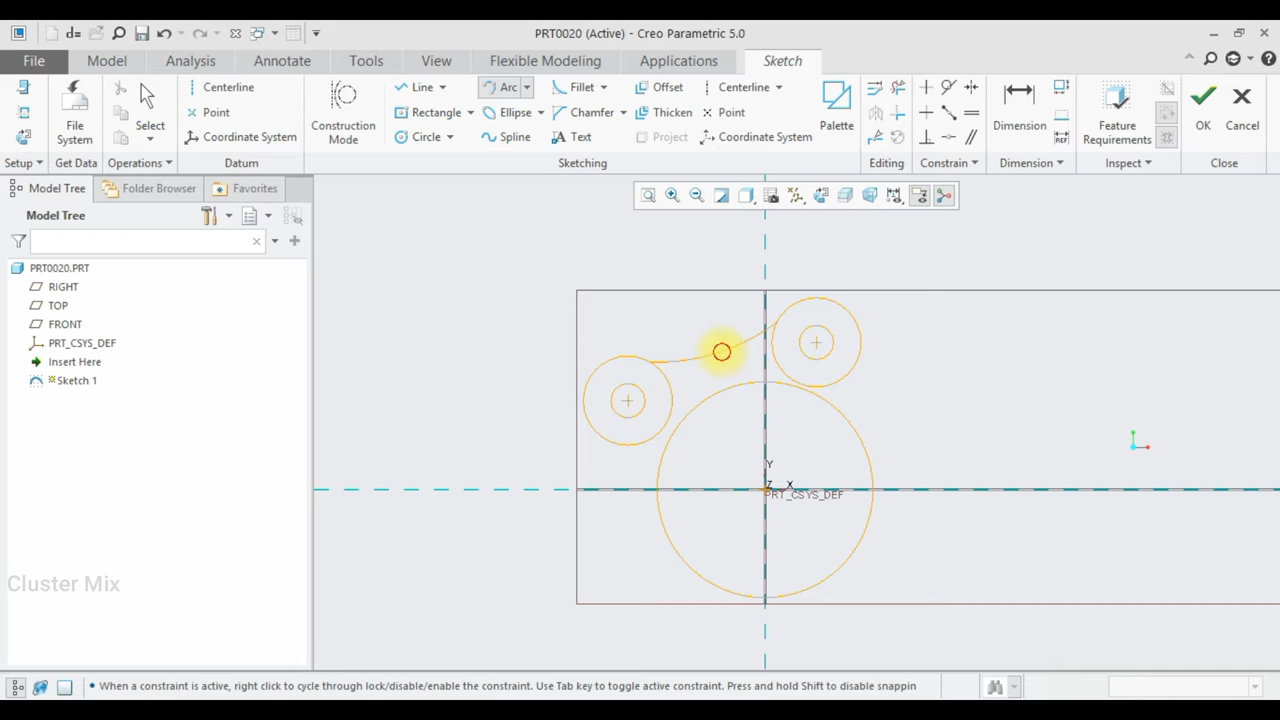 d=
PRT0020 (Active) - Creo Parametric 5.0
File Model Analysis Annotate Tools View Flexible Modeling Applications Sketch
Centerline Line Arc Fillet Offset Centerline
Point Rectangle Ellipse Chamfer Thicken Point
File System Select Coordinate System Construction Mode Circle Spline Text Project Coordinate System Palette Dimension Feature Requirements OK Cancel
Setup Get Data Operations Datum Sketching Editing Constrain Dimension Inspect Close
Model Tree Folder Browser Favorites
Model Tree
PRT0020.PRT
RIGHT
TOP
FRONT
PRT_CSYS_DEF
Insert Here
Sketch 1
Y
Z X
PRT_CSYS_DEF
Cluster Mix
When a constraint is active, right click to cycle through lock/disable/enable the constraint. Use Tab key to toggle active constraint. Press and hold Shift to disable snappin